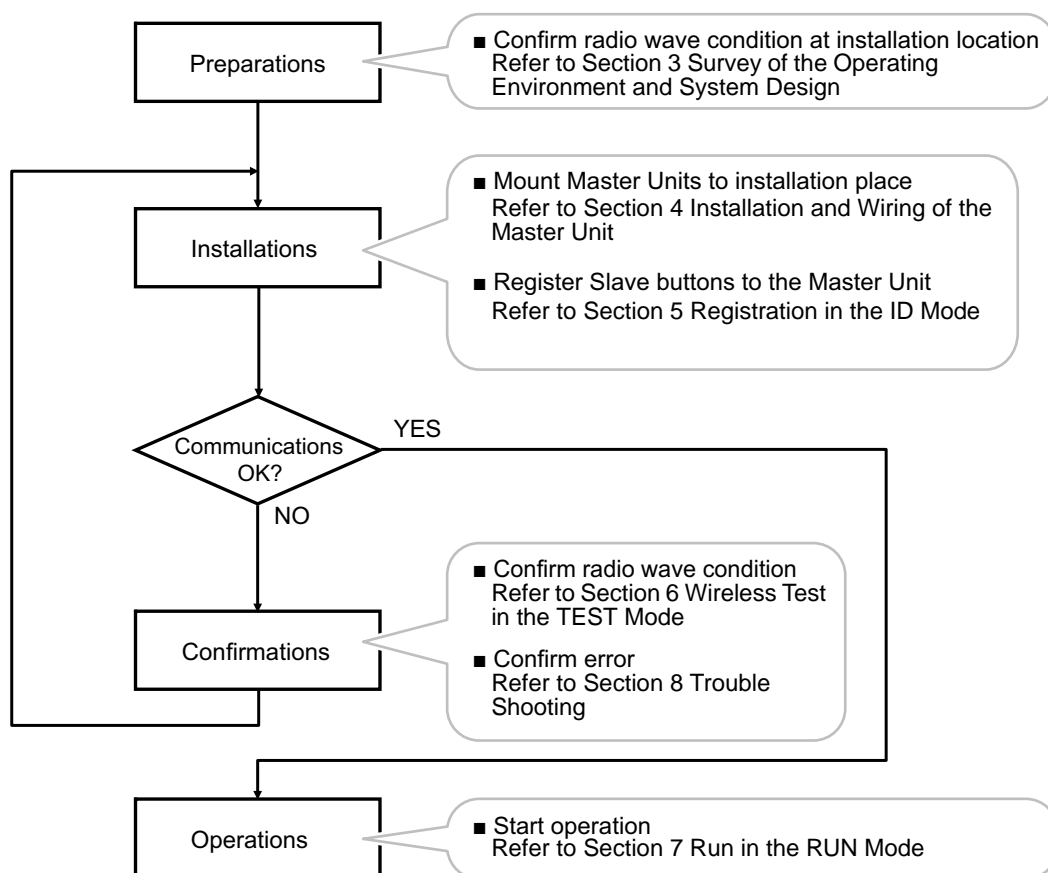 Preparations
■ Confirm radio wave condition at installation location
Refer to Section 3 Survey of the Operating
Environment and System Design
Installations
■ Mount Master Units to installation place
Refer to Section 4 Installation and Wiring of the
Master Unit
■ Register Slave buttons to the Master Unit
Refer to Section 5 Registration in the ID Mode
Communications
OK?
YES
NO
Confirmations
■ Confirm radio wave condition
Refer to Section 6 Wireless Test
in the TEST Mode
■ Confirm error
Refer to Section 8 Trouble
Shooting
Operations
■ Start operation
Refer to Section 7 Run in the RUN Mode